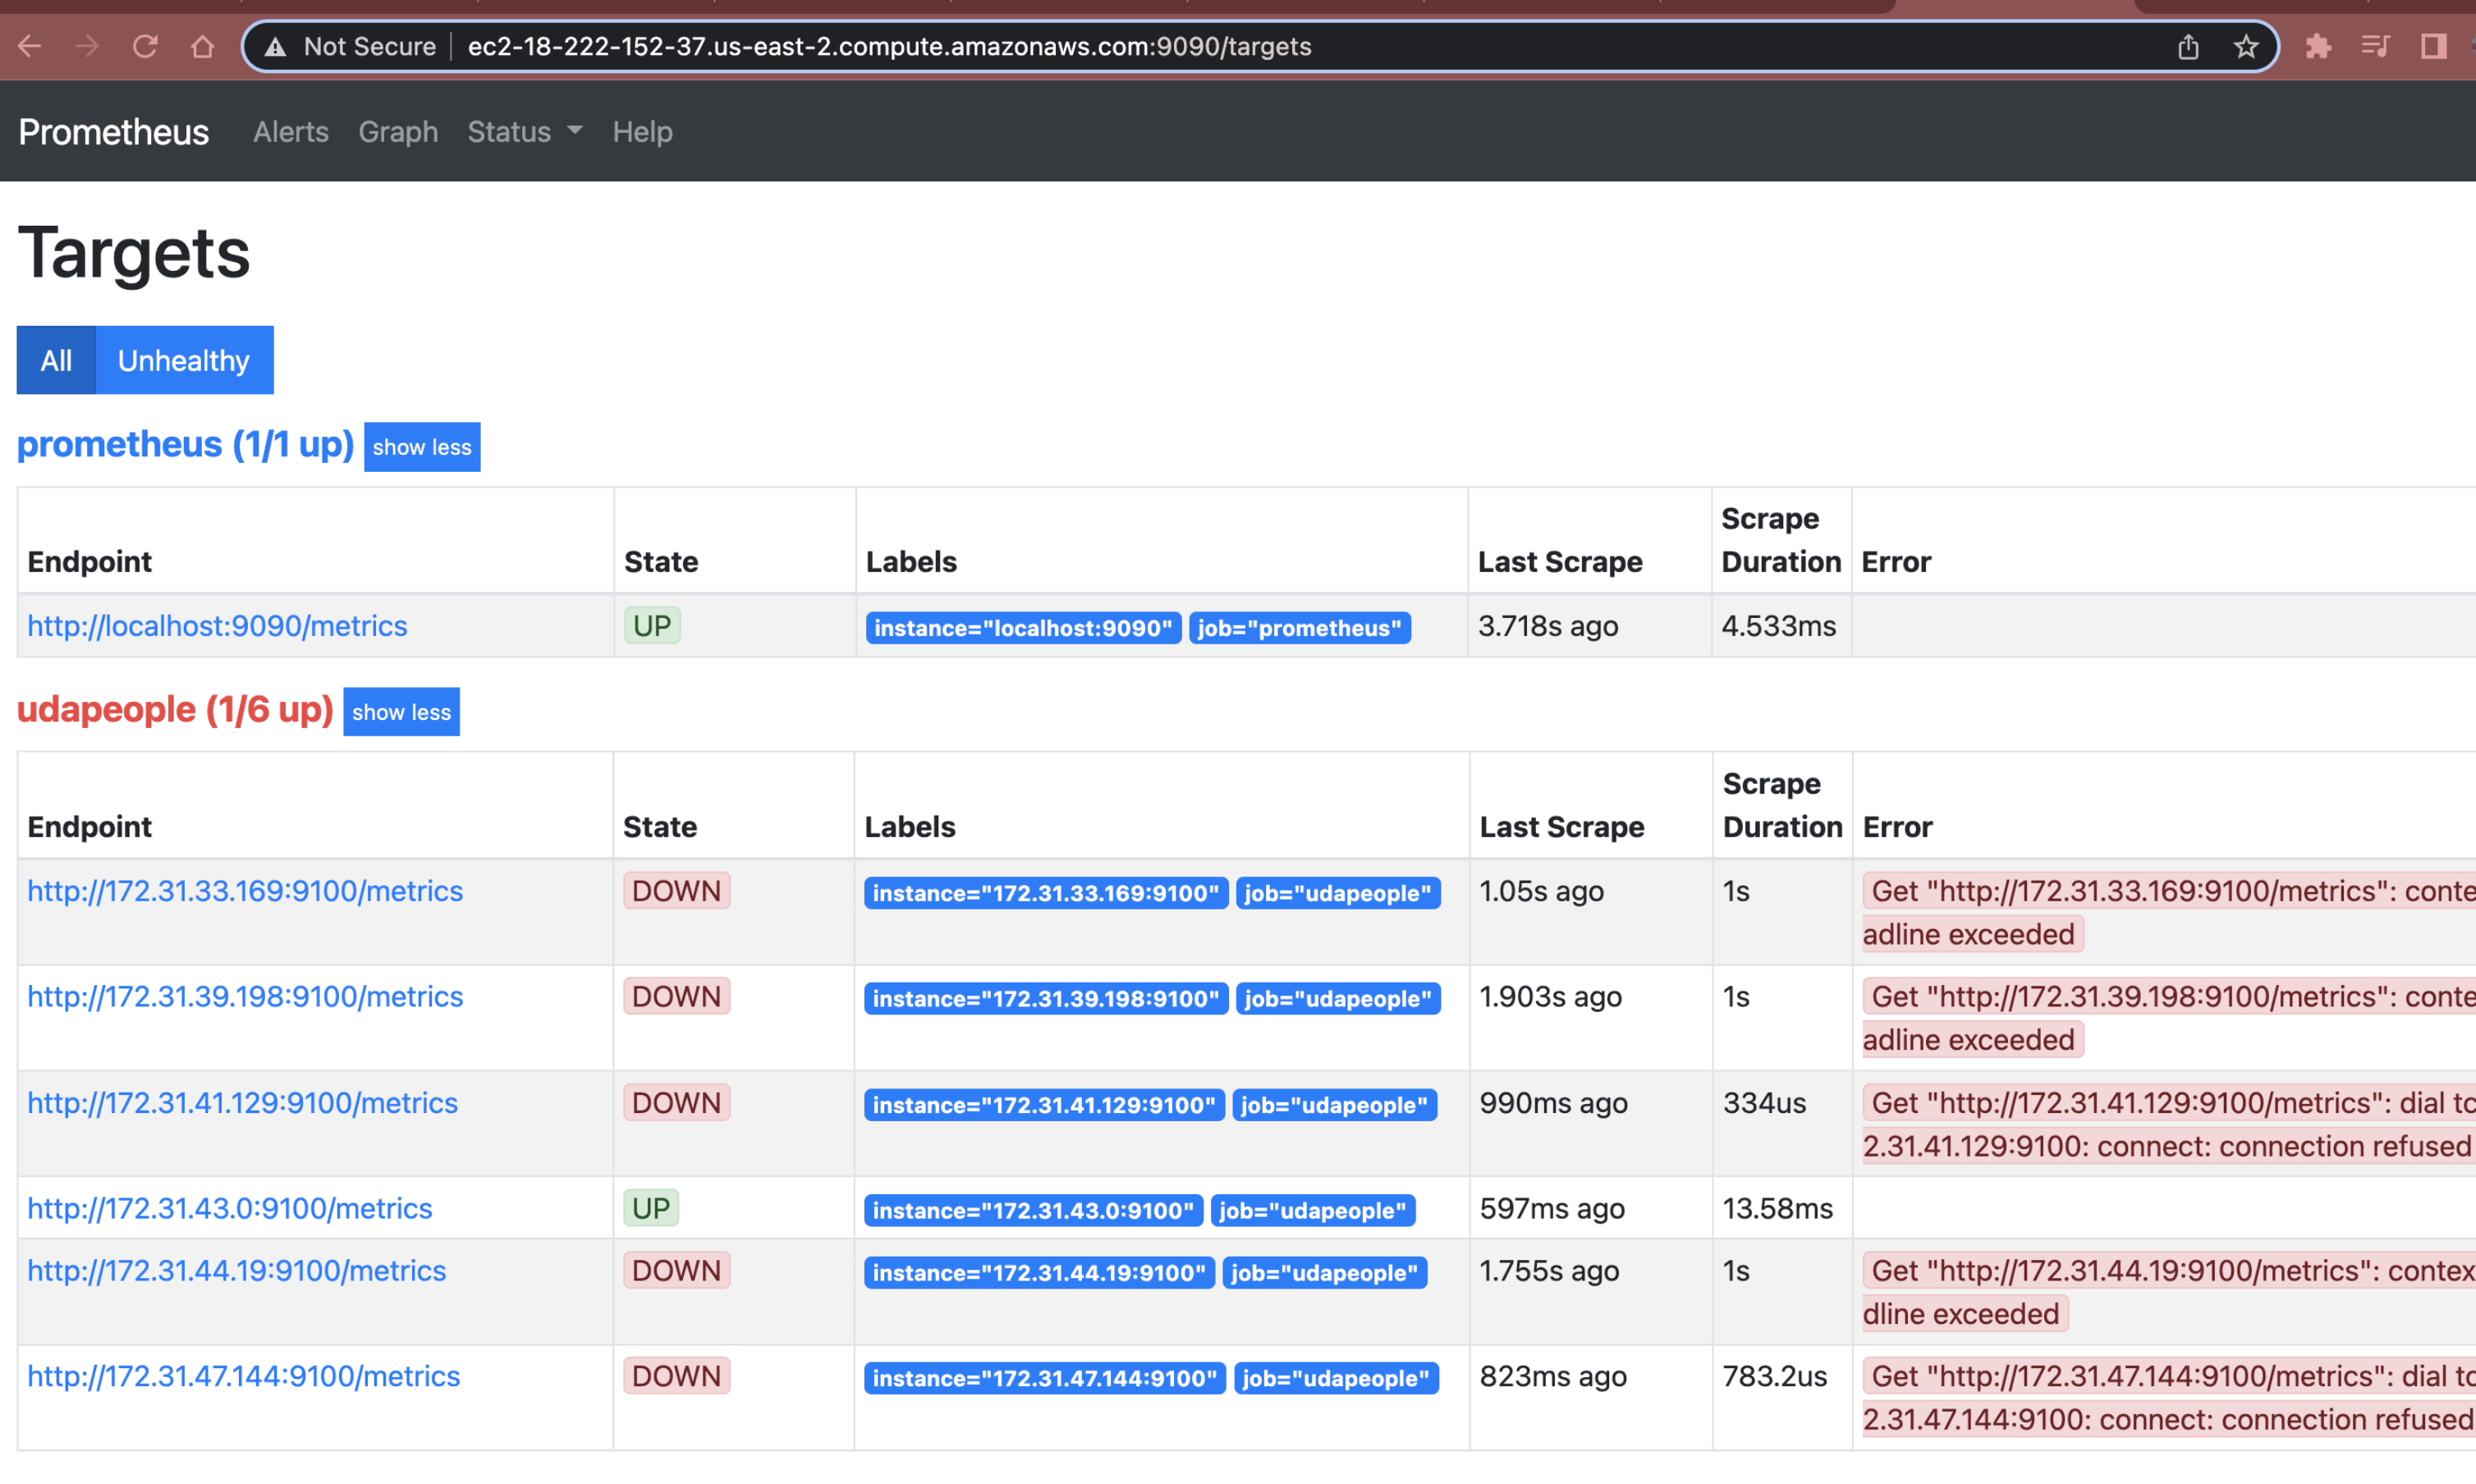 Not Secure ec2-18-222-152-37.us-east-2.compute.amazonaws.com:9090/targets
Prometheus Alerts Graph Status Help
Targets
All Unhealthy
prometheus (1/1 up) show less
Endpoint State Labels Last Scrape Scrape Duration Error
http://localhost:9090/metrics UP instance="localhost:9090" job="prometheus" 3.718s ago 4.533ms
udapeople (1/6 up) show less
Endpoint State Labels Last Scrape Scrape Duration Error
http://172.31.33.169:9100/metrics DOWN instance="172.31.33.169:9100" job="udapeople" 1.05s ago 1s Get "http://172.31.33.169:9100/metrics": conte
adline exceeded
http://172.31.39.198:9100/metrics DOWN instance="172.31.39.198:9100" job="udapeople" 1.903s ago 1s Get "http://172.31.39.198:9100/metrics": conte
adline exceeded
http://172.31.41.129:9100/metrics DOWN instance="172.31.41.129:9100" job="udapeople" 990ms ago 334us Get "http://172.31.41.129:9100/metrics": dial tc
2.31.41.129:9100: connect: connection refused
http://172.31.43.0:9100/metrics UP instance="172.31.43.0:9100" job="udapeople" 597ms ago 13.58ms
http://172.31.44.19:9100/metrics DOWN instance="172.31.44.19:9100" job="udapeople" 1.755s ago 1s Get "http://172.31.44.19:9100/metrics": contex
dline exceeded
http://172.31.47.144:9100/metrics DOWN instance="172.31.47.144:9100" job="udapeople" 823ms ago 783.2us Get "http://172.31.47.144:9100/metrics": dial tc
2.31.47.144:9100: connect: connection refused